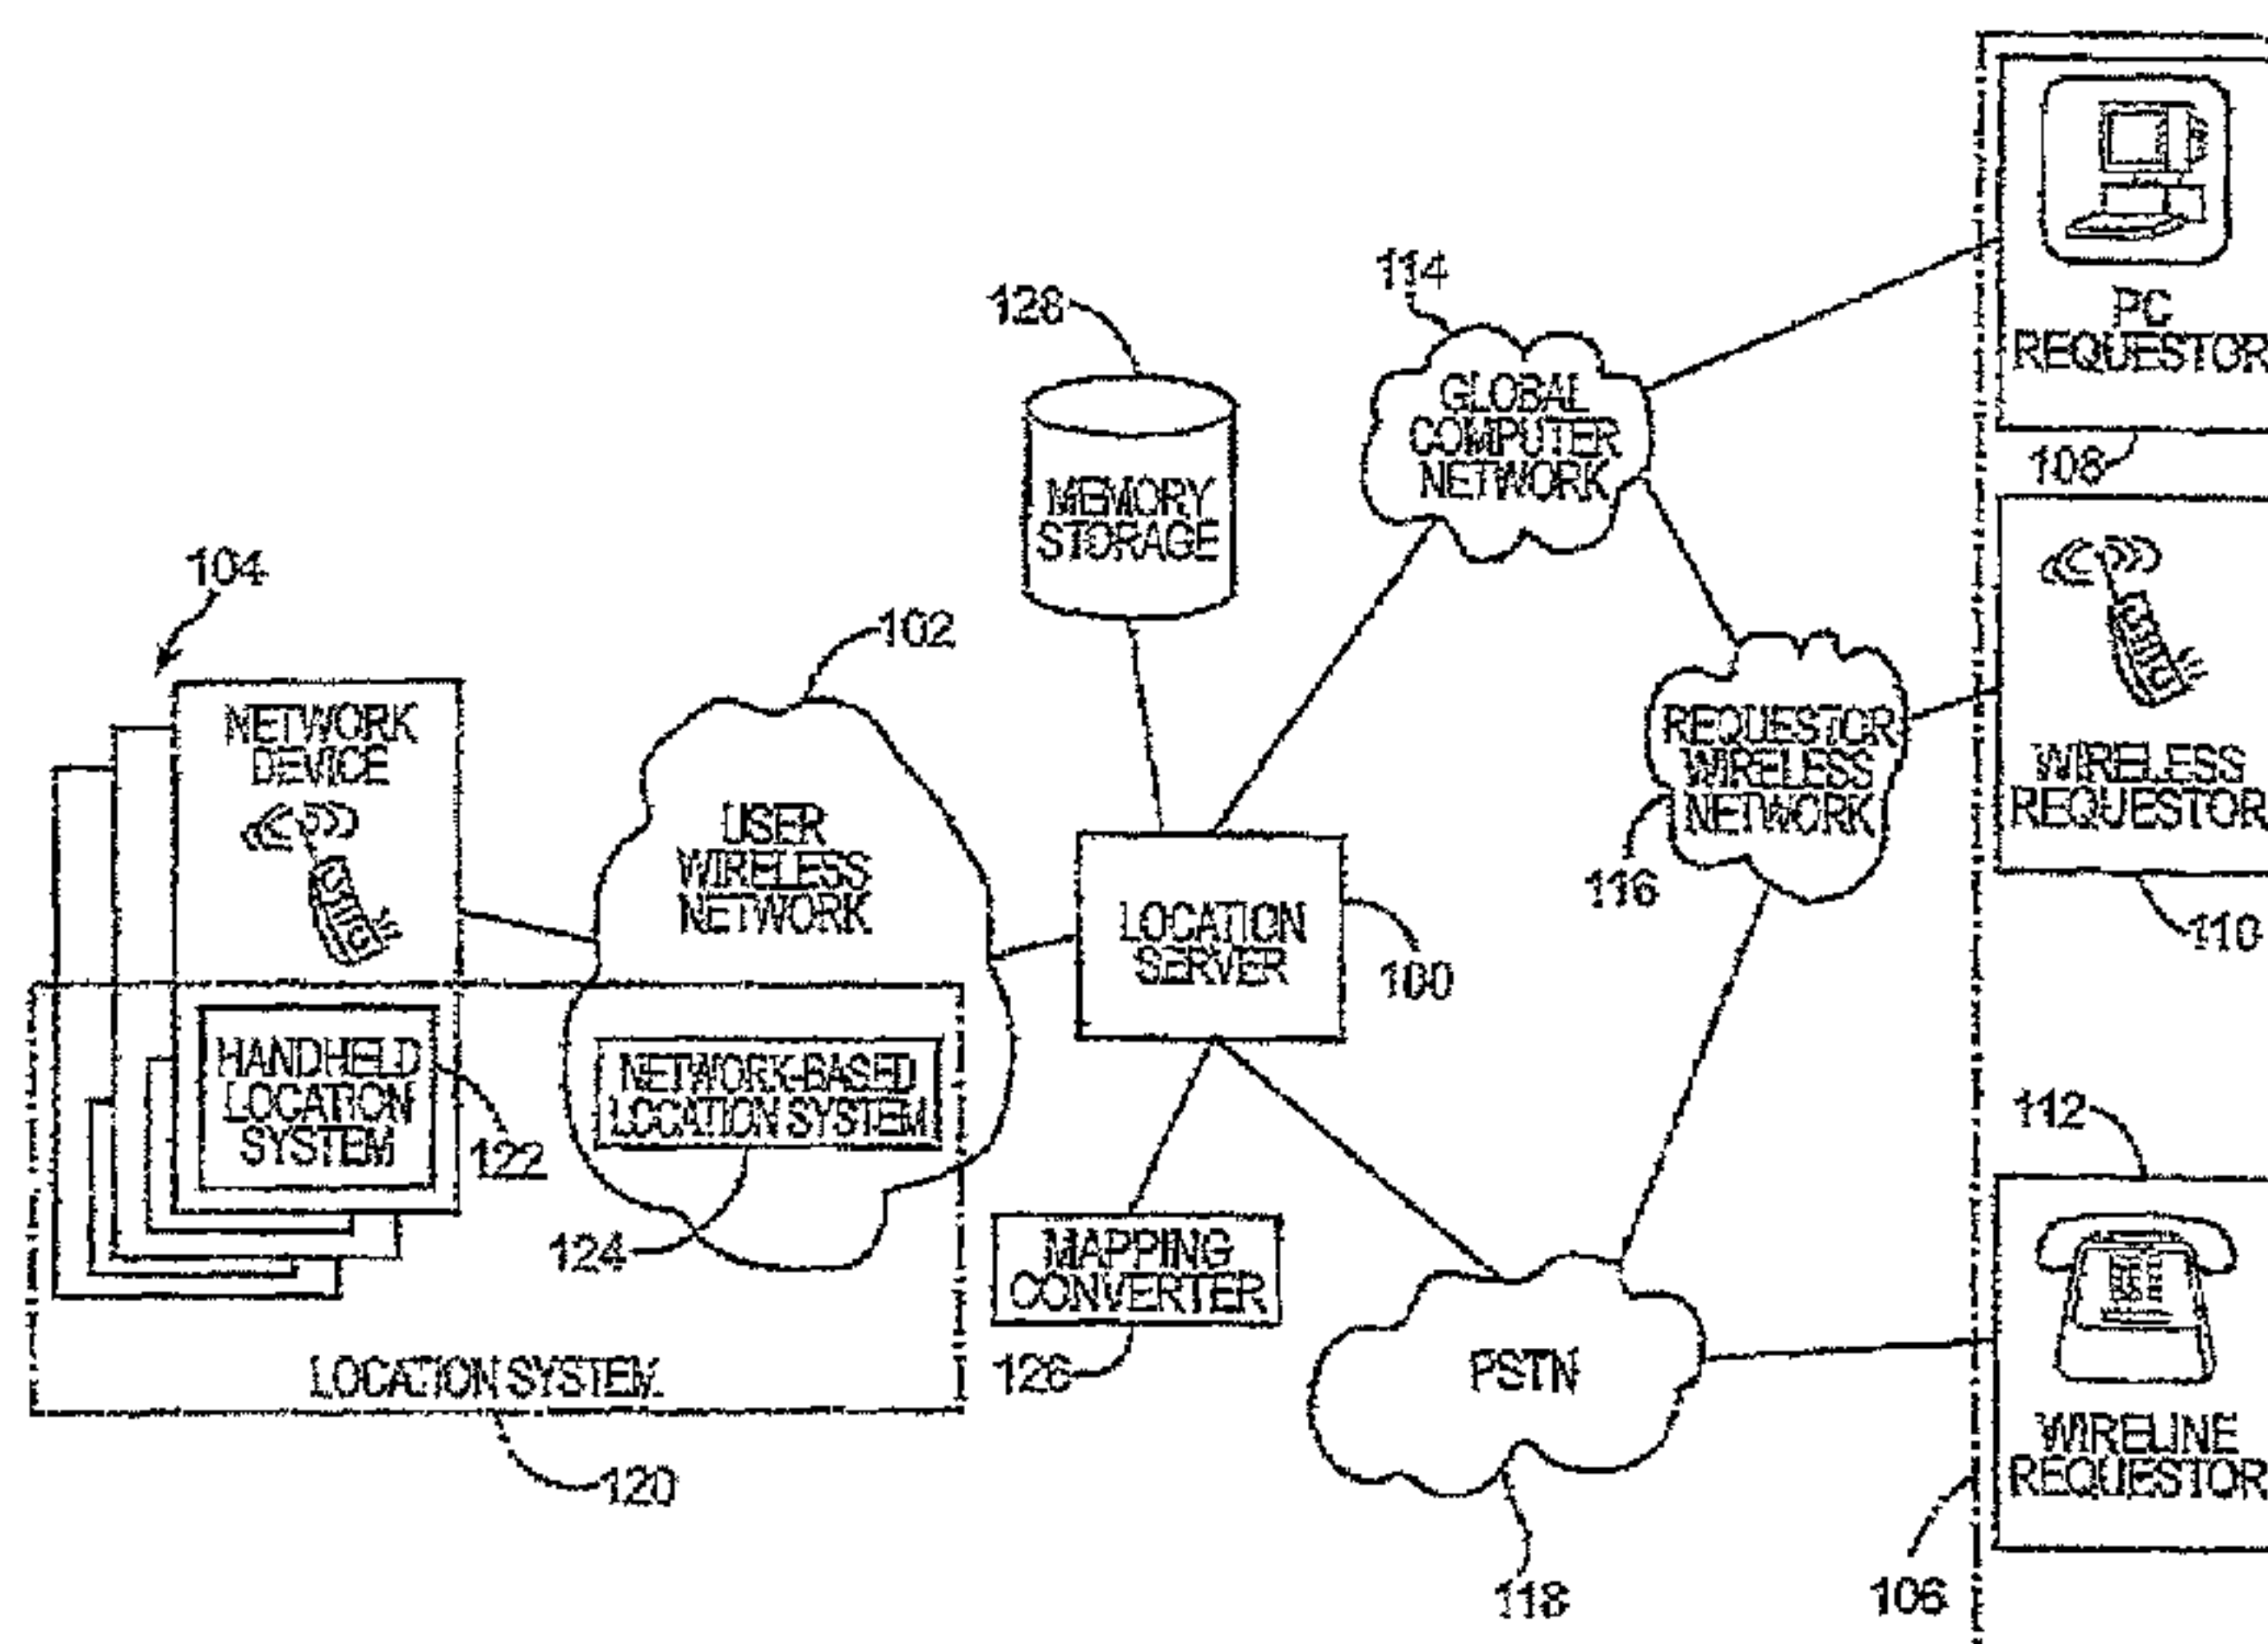 114
128
PC
REQUESTOR
GLOBAL
COMPUTER
NETWORK
108
MEMORY
STORAGE
104
102
NETWORK
DEVICE
REQUESTOR
WIRELESS
NETWORK
WIRELESS
REQUESTOR
USER
WIRELESS
NETWORK
116
LOCATION
SERVER
110
100
HANDHELD
LOCATION
SYSTEM
NETWORK-BASED
LOCATION SYSTEM
112
122
124
MAPPING
CONVERTER
126
PSTN
LOCATION SYSTEM
WIRELINE
REQUESTOR
120
118
106